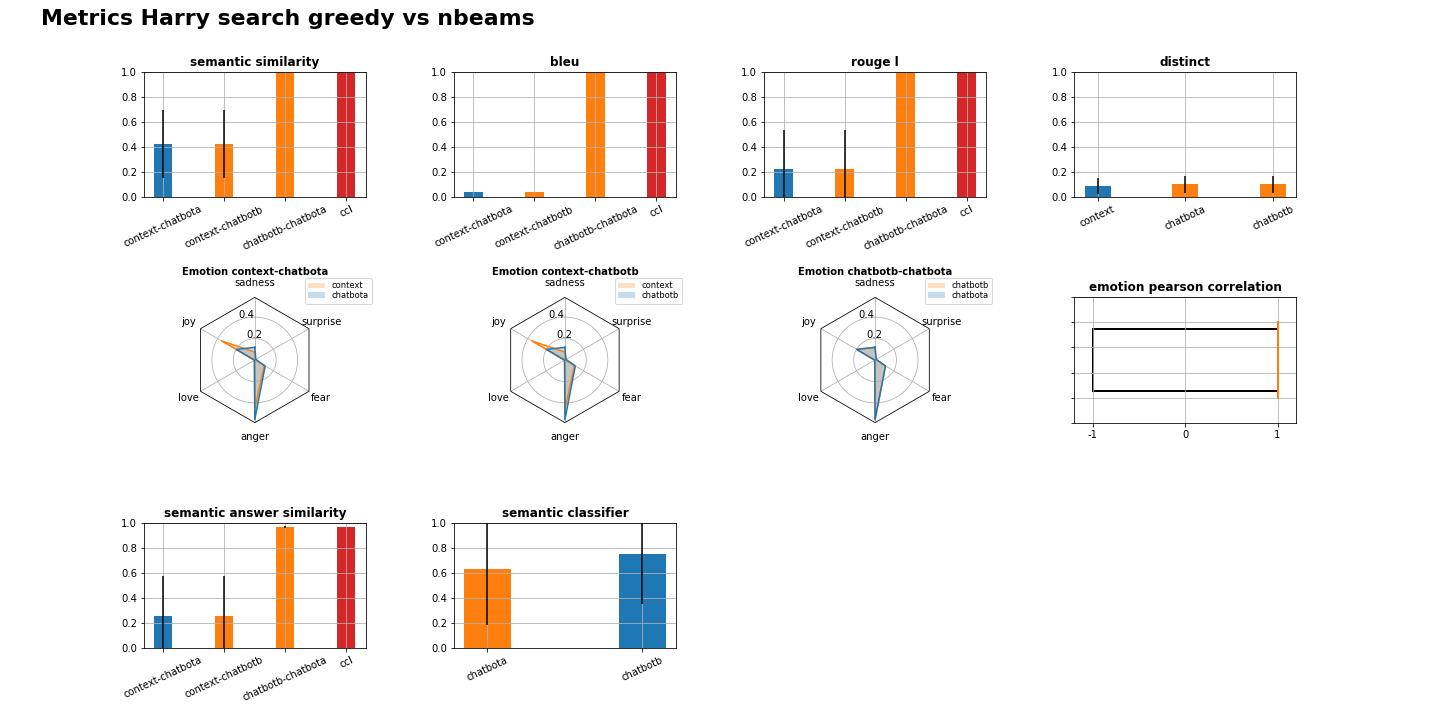 Metrics Harry search greedy vs nbeams
semantic similarity
1.0
0.8
0.6
0.4
0.2
0.0
context-chatbota
context-chatbotb
chatbotb-chatbota
ccl
bleu
1.0
0.8
0.6
0.4
0.2
0.0
context-chatbota
context-chatbotb
chatbotb-chatbota
ccl
rouge l
1.0
0.8
0.6
0.4
0.2
0.0
context-chatbota
context-chatbotb
chatbotb-chatbota
ccl
distinct
1.0
0.8
0.6
0.4
0.2
0.0
context
chatbota
chatbotb
Emotion context-chatbota
sadness
context
chatbota
joy
surprise
0.4
0.2
love
fear
anger
Emotion context-chatbotb
sadness
context
chatbotb
joy
surprise
0.4
0.2
love
fear
anger
Emotion chatbotb-chatbota
sadness
chatbotb
chatbota
joy
surprise
0.4
0.2
love
fear
anger
emotion pearson correlation
-1
0
1
semantic answer similarity
1.0
0.8
0.6
0.4
0.2
0.0
context-chatbota
context-chatbotb
chatbotb-chatbota
ccl
semantic classifier
1.0
0.8
0.6
0.4
0.2
0.0
chatbota
chatbotb